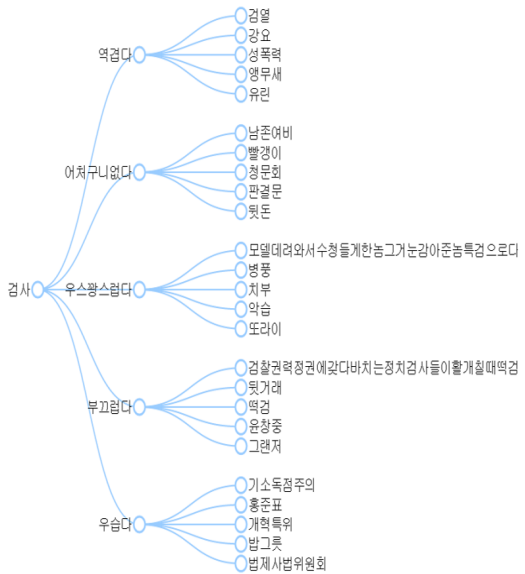 검열
강요
역겹다
성폭력
앵무새
유린
남존여비
빨갱이
어처구니없다
청문회
판결문
뒷돈
모델데려와서수청들게한놈그거눈감아준놈특검으로다
병풍
검사
우스꽝스럽다
치부
악습
또라이
검찰권력정권에갖다바치는정치검사들이활개칠때떡검
뒷거래
부끄럽다
떡검
윤창중
그랜저
기소독점주의
홍준표
우습다
개혁특위
밥그릇
법제사법위원회